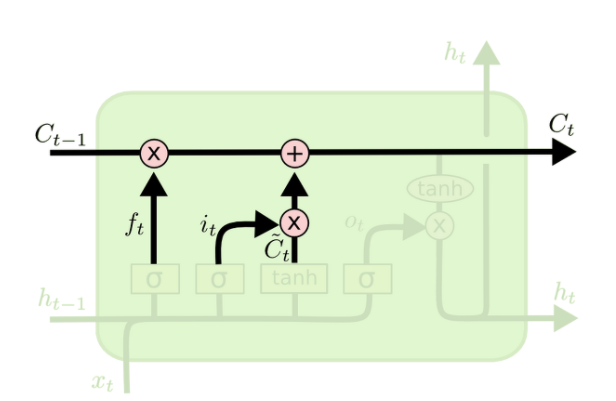 h_t
C_{t-1} x + C_t
tanh
f_t i_t x o_t x
C̃_t
σ σ tanh σ
h_{t-1} h_t
x_t